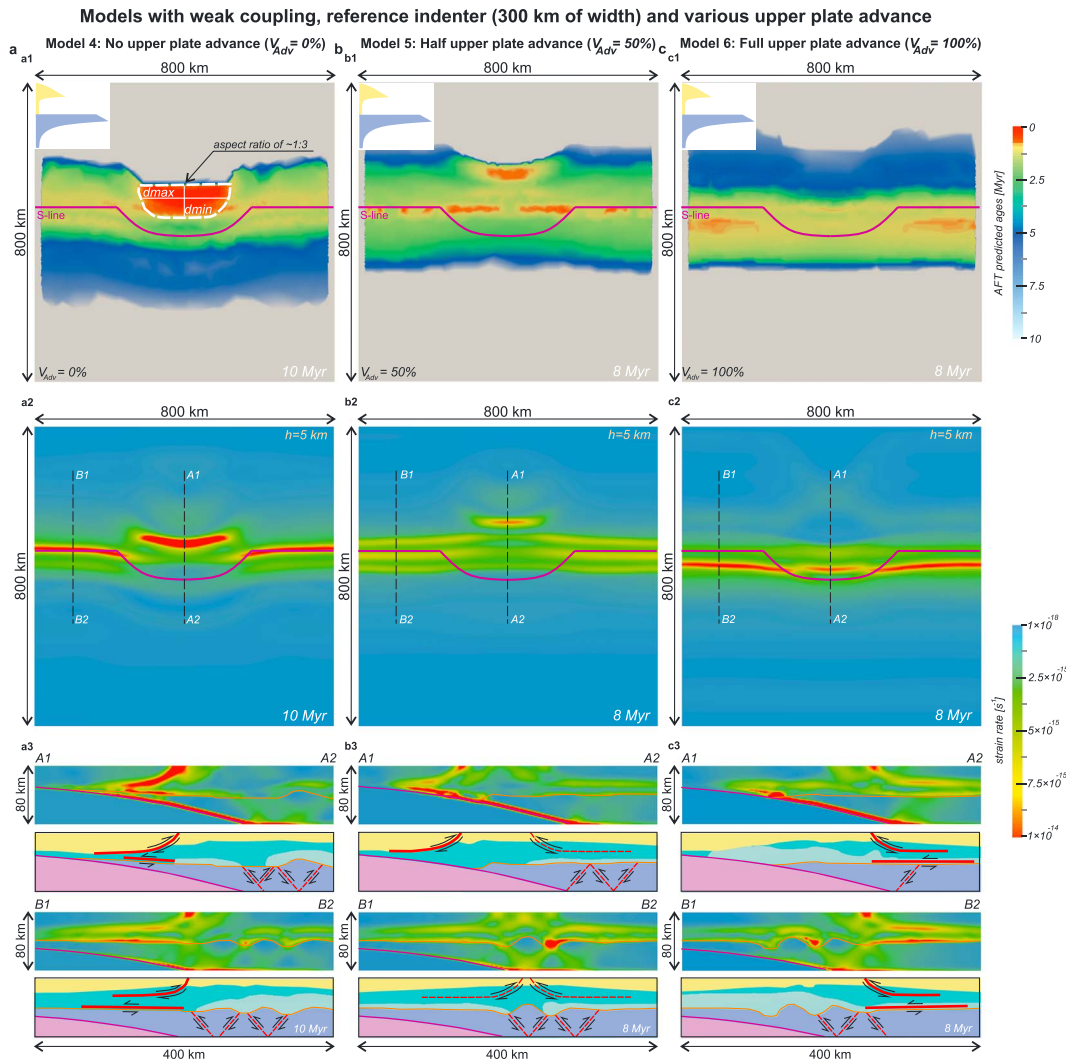 Models with weak coupling, reference indenter (300 km of width) and various upper plate advance
a Model 4: No upper plate advance (VAdv= 0%)
b Model 5: Half upper plate advance (VAdv= 50%)
c Model 6: Full upper plate advance (VAdv= 100%)
a1
800 km
b1
800 km
c1
800 km
aspect ratio of ~1:3
dmax
dmin
S-line
S-line
S-line
800 km
800 km
800 km
VAdv= 0%
10 Myr
VAdv= 50%
8 Myr
VAdv= 100%
8 Myr
AFT predicted ages [Myr]
0
2.5
5
7.5
10
a2
800 km
b2
800 km
c2
800 km
h=5 km
h=5 km
h=5 km
B1
A1
B1
A1
B1
A1
800 km
800 km
800 km
B2
A2
B2
A2
B2
A2
10 Myr
8 Myr
8 Myr
strain rate [s-1]
1×10-18
2.5×10-15
5×10-15
7.5×10-15
1×10-14
a3
A1
A2
b3
c3
A2
80 km
80 km
80 km
B1
B2
B1
B2
B1
B2
80 km
80 km
80 km
10 Myr
8 Myr
8 Myr
400 km
400 km
400 km